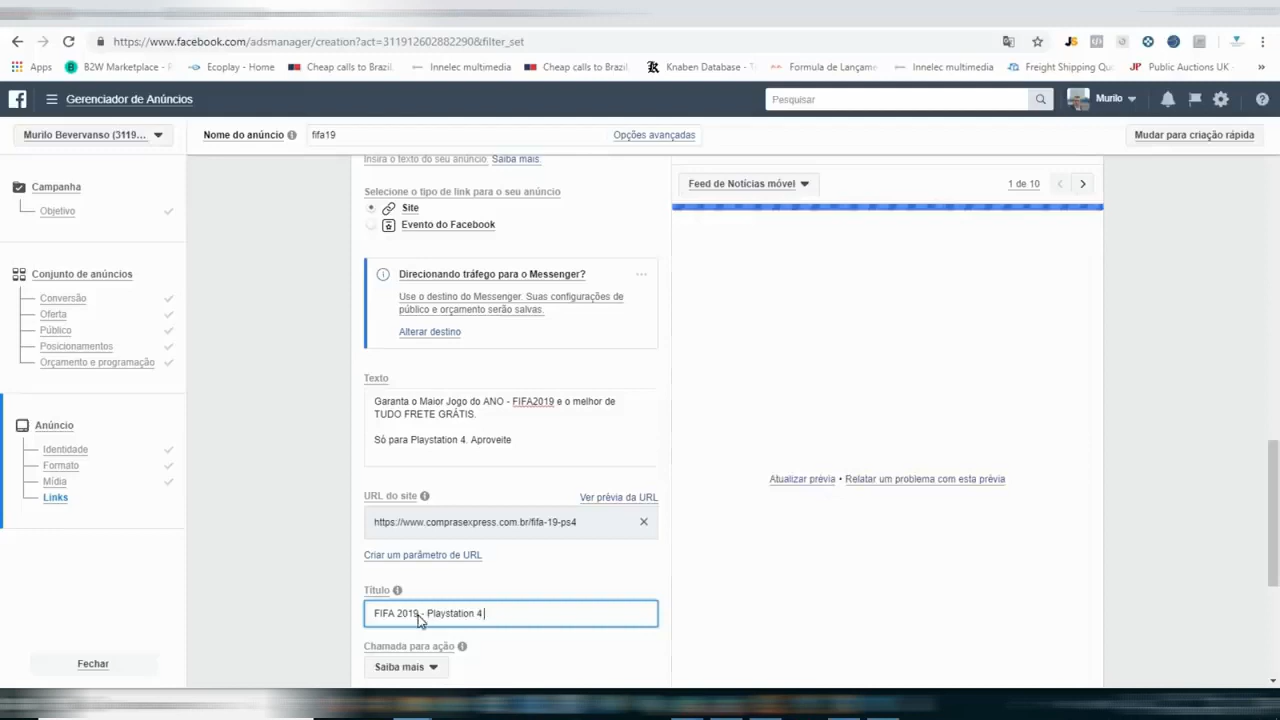 https://www.facebook.com/adsmanager/creation?act=311912602882290&filter_set
Apps
B2W Marketplace - P
Ecoplay - Home
Cheap calls to Brazil
Innelec multimedia
Cheap calls to Brazil
Knaben Database - T
Formula de Lançame
Innelec multimedia
Freight Shipping Qu
Public Auctions UK -
»
Gerenciador de Anúncios
Pesquisar
Murilo
Murilo Bevervanso (3119...
Nome do anúncio
fifa19
Opções avançadas
Mudar para criação rápida
Campanha
Objetivo
Conjunto de anúncios
Conversão
Oferta
Público
Posicionamentos
Orçamento e programação
Anúncio
Identidade
Formato
Mídia
Links
Fechar
Insira o texto do seu anúncio. Saiba mais.
Selecione o tipo de link para o seu anúncio
Site
Evento do Facebook
Direcionando tráfego para o Messenger?
Use o destino do Messenger. Suas configurações de
público e orçamento serão salvas.
Alterar destino
Texto
Garanta o Maior Jogo do ANO - FIFA2019 e o melhor de
TUDO FRETE GRÁTIS.
Só para Playstation 4. Aproveite
URL do site
Ver prévia da URL
https://www.comprasexpress.com.br/fifa-19-ps4
Criar um parâmetro de URL
Título
FIFA 2019 - Playstation 4
Chamada para ação
Saiba mais
Feed de Notícias móvel
1 de 10
Atualizar prévia • Relatar um problema com esta prévia